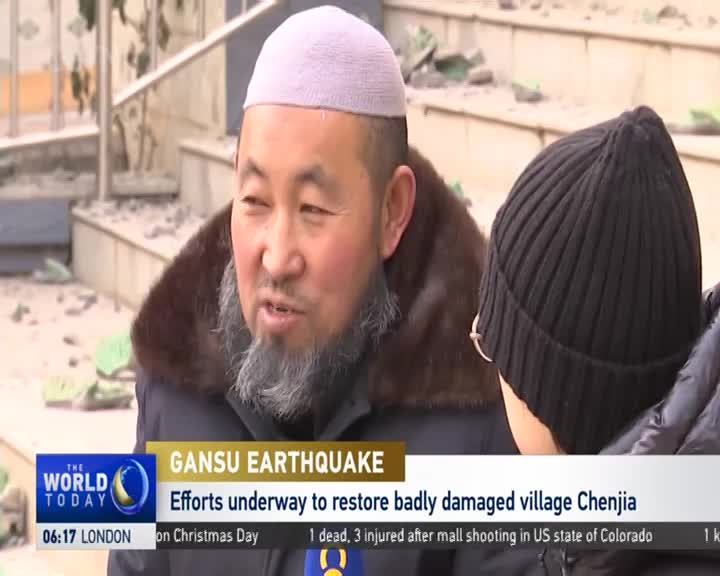 GANSU EARTHQUAKE
THE
WORLD
TODAY
Efforts underway to restore badly damaged village Chenjia
06:17 LONDON
on Christmas Day 1 dead, 3 injured after mall shooting in US state of Colorado 1